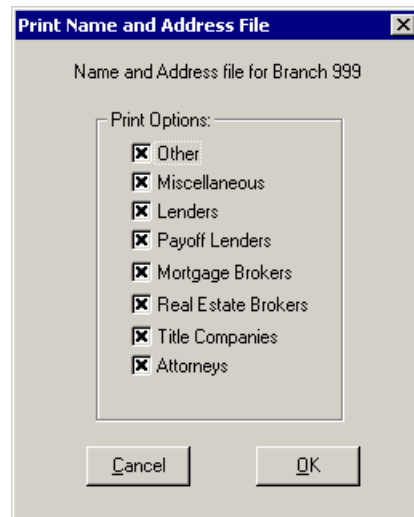 Print Name and Address File
Name and Address file for Branch 999
Print Options:
Other
Miscellaneous
Lenders
Payoff Lenders
Mortgage Brokers
Real Estate Brokers
Title Companies
Attorneys
Cancel OK